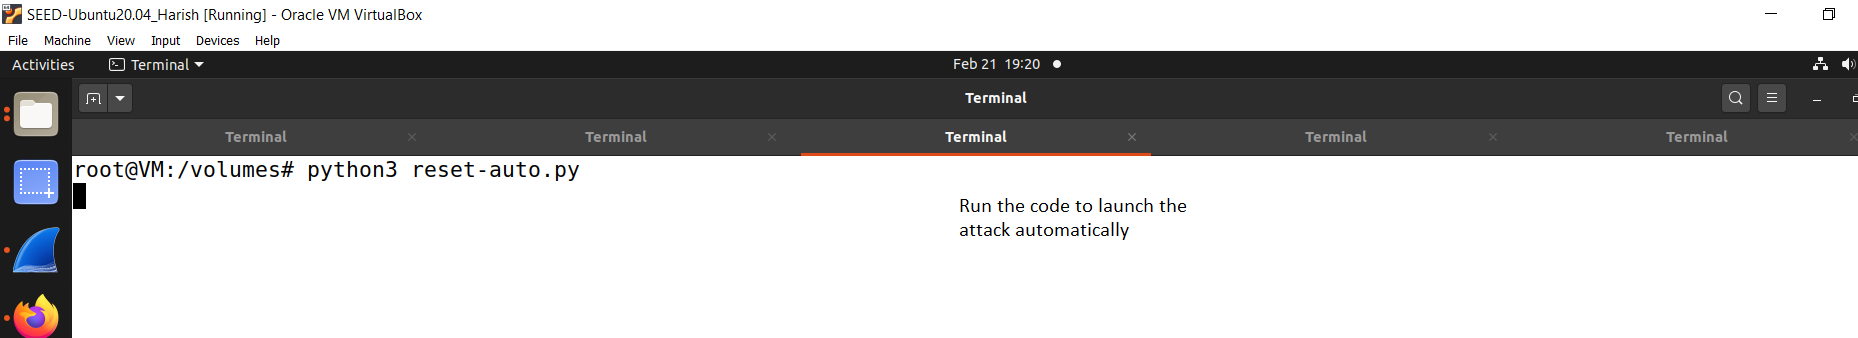 SEED-Ubuntu20.04_Harish [Running] - Oracle VM VirtualBox
File Machine View Input Devices Help
Activities Terminal Feb 21 19:20
Terminal
Terminal Terminal Terminal Terminal Terminal
root@VM:/volumes# python3 reset-auto.py
Run the code to launch the
attack automatically